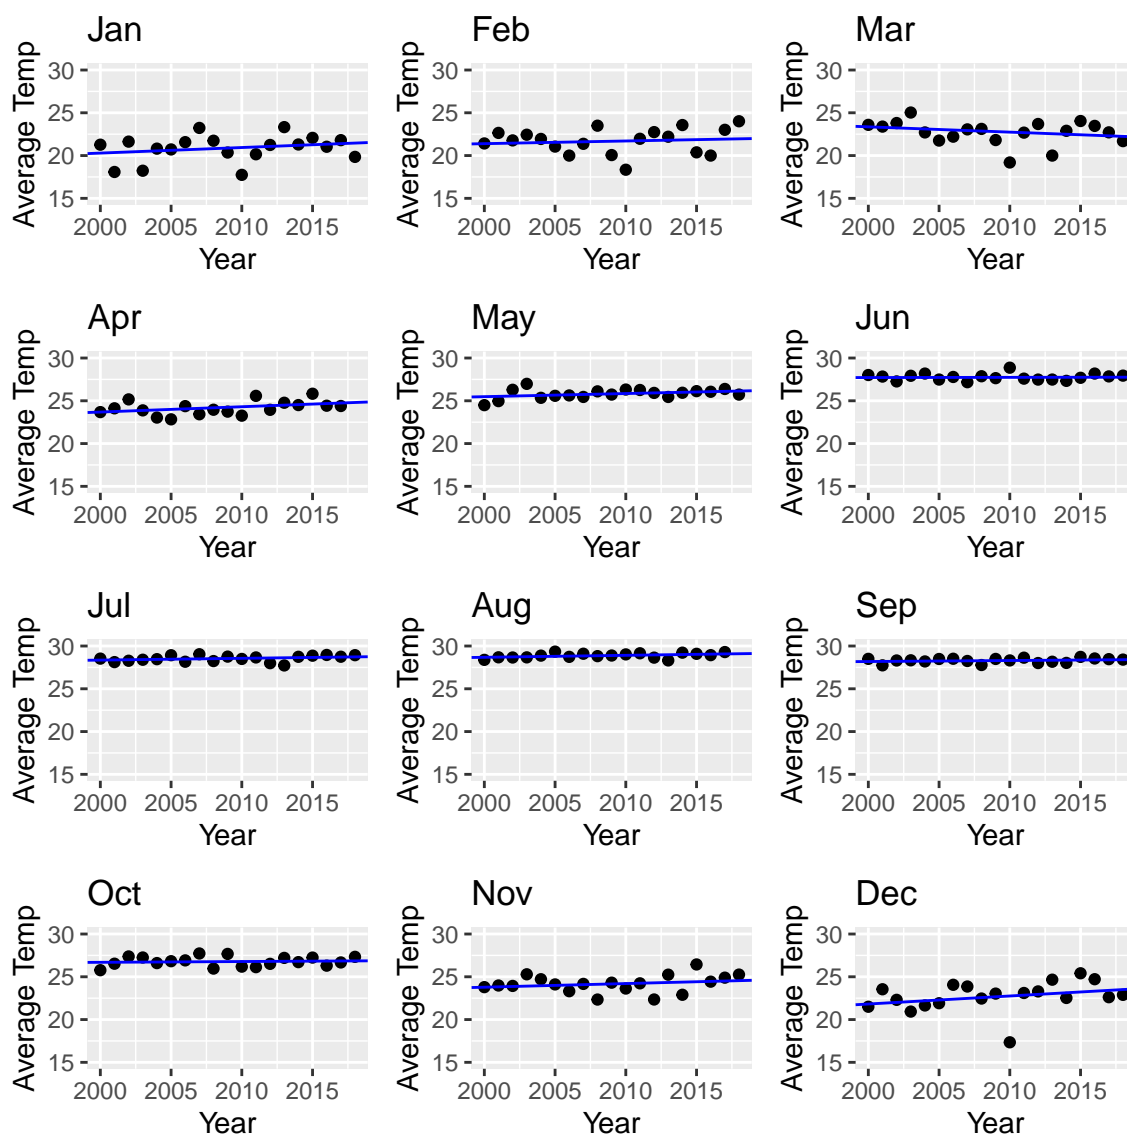 Jan Feb Mar
Average Temp 30 25 20 15 Average Temp 30 25 20 15 Average Temp 30 25 20 15
2000 2005 2010 2015 2000 2005 2010 2015 2000 2005 2010 2015
Year Year Year
Apr May Jun
Average Temp 30 25 20 15 Average Temp 30 25 20 15 Average Temp 30 25 20 15
2000 2005 2010 2015 2000 2005 2010 2015 2000 2005 2010 2015
Year Year Year
Jul Aug Sep
Average Temp 30 25 20 15 Average Temp 30 25 20 15 Average Temp 30 25 20 15
2000 2005 2010 2015 2000 2005 2010 2015 2000 2005 2010 2015
Year Year Year
Oct Nov Dec
Average Temp 30 25 20 15 Average Temp 30 25 20 15 Average Temp 30 25 20 15
2000 2005 2010 2015 2000 2005 2010 2015 2000 2005 2010 2015
Year Year Year